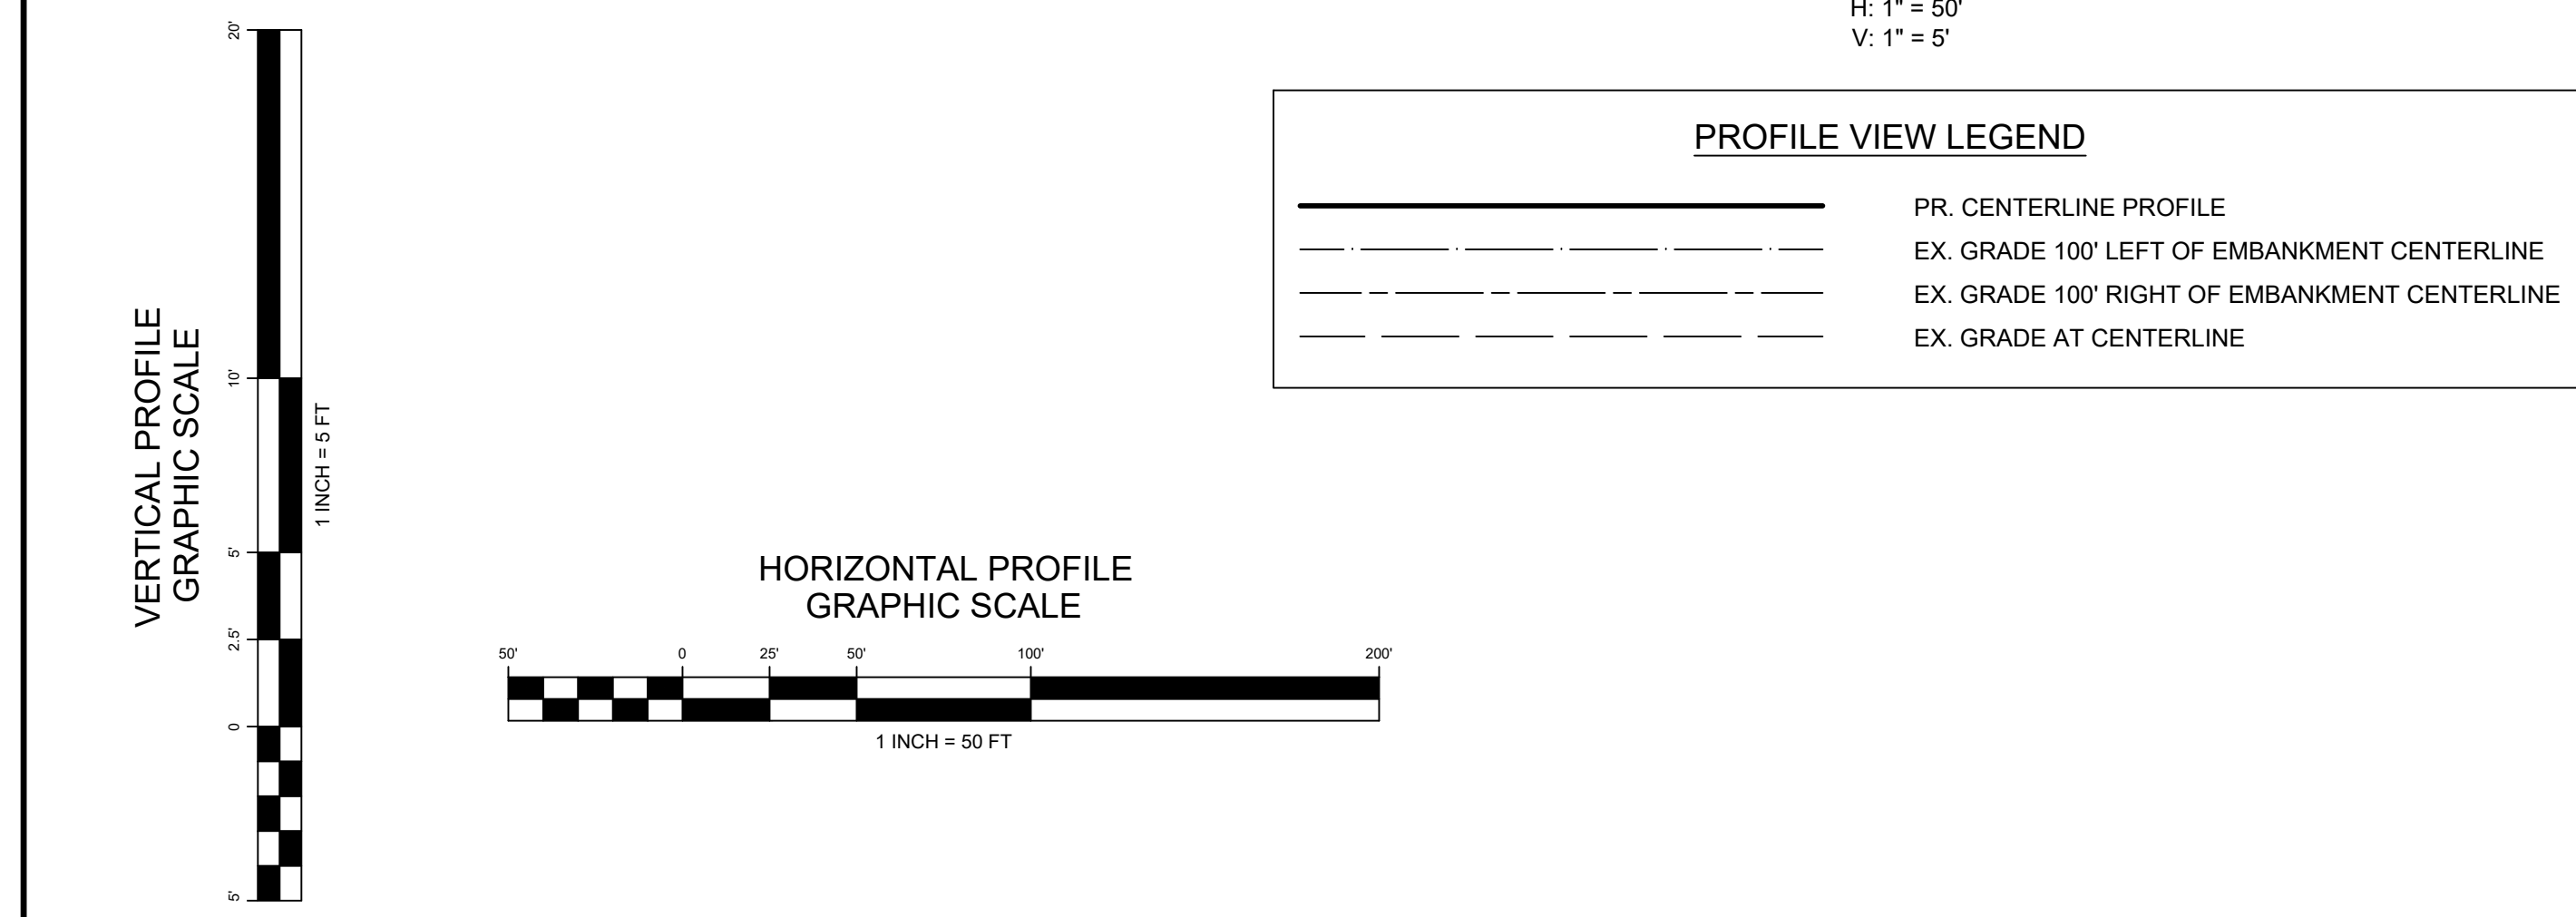 H: 1" = 50'
V: 1" = 5'
PROFILE VIEW LEGEND
PR. CENTERLINE PROFILE
EX. GRADE 100' LEFT OF EMBANKMENT CENTERLINE
EX. GRADE 100' RIGHT OF EMBANKMENT CENTERLINE
EX. GRADE AT CENTERLINE
VERTICAL PROFILE
GRAPHIC SCALE
20'
10'
5'
2.5'
0
5'
1 INCH = 5 FT
HORIZONTAL PROFILE
GRAPHIC SCALE
50' 0 25' 50' 100' 200'
1 INCH = 50 FT